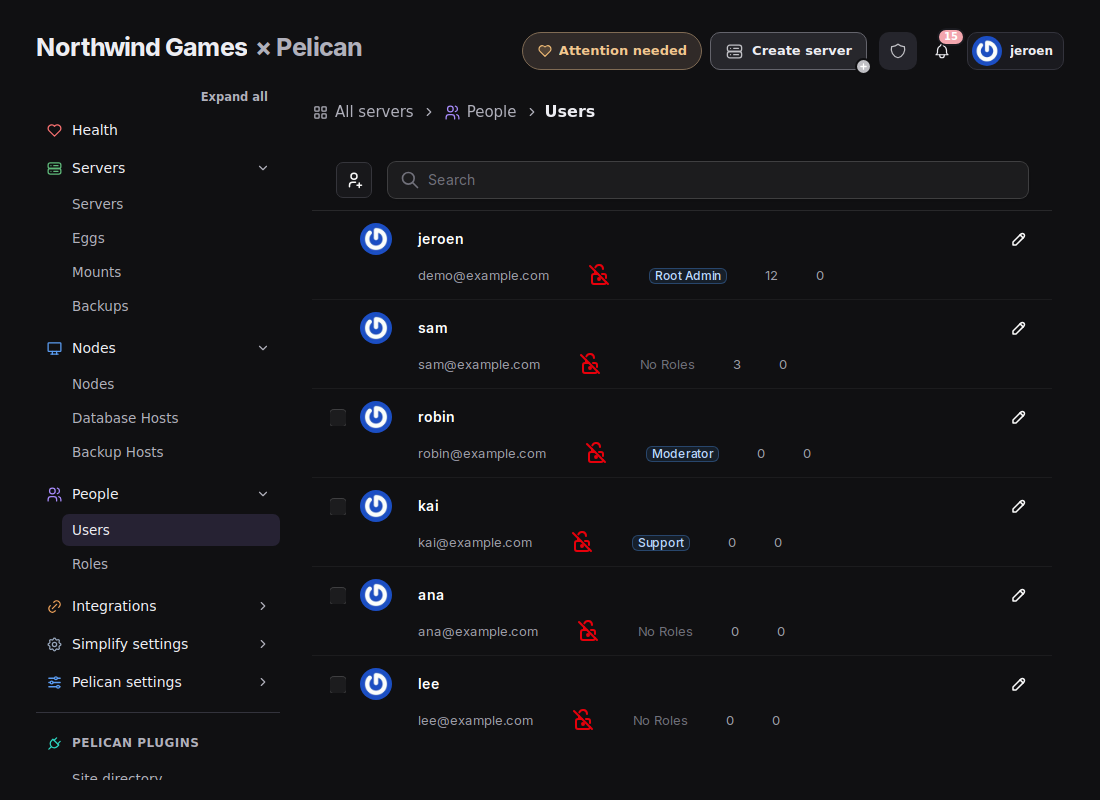 Northwind Games × Pelican
Attention needed
Create server
15
jeroen
Expand all
Health
Servers
Servers
Eggs
Mounts
Backups
Nodes
Nodes
Database Hosts
Backup Hosts
People
Users
Roles
Integrations
Simplify settings
Pelican settings
PELICAN PLUGINS
Site directory
All servers > People > Users
Search
jeroen
demo@example.com Root Admin 12 0
sam
sam@example.com No Roles 3 0
robin
robin@example.com Moderator 0 0
kai
kai@example.com Support 0 0
ana
ana@example.com No Roles 0 0
lee
lee@example.com No Roles 0 0